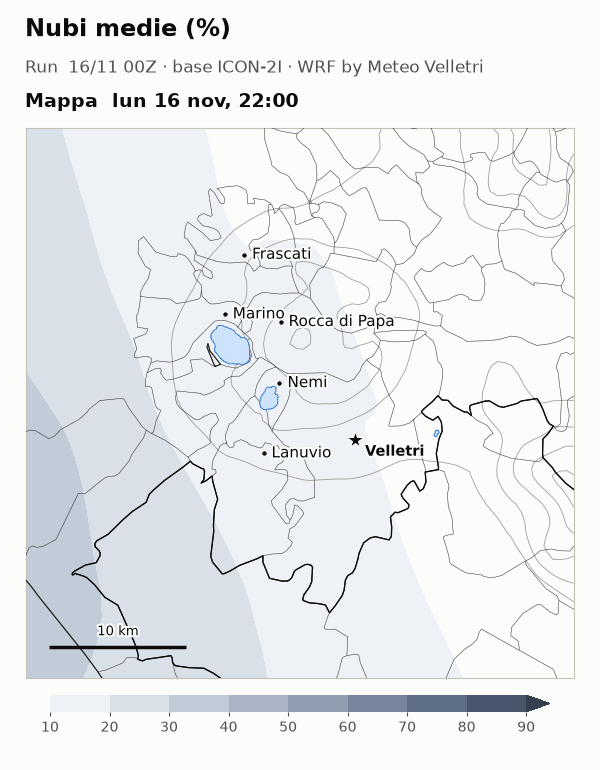 Nubi medie (%)
Run  16/11 00Z · base ICON-2I · WRF by Meteo Velletri
Mappa  lun 16 nov, 22:00
Frascati
Marino
Rocca di Papa
Nemi
Velletri
Lanuvio
10 km
10 20 30 40 50 60 70 80 90